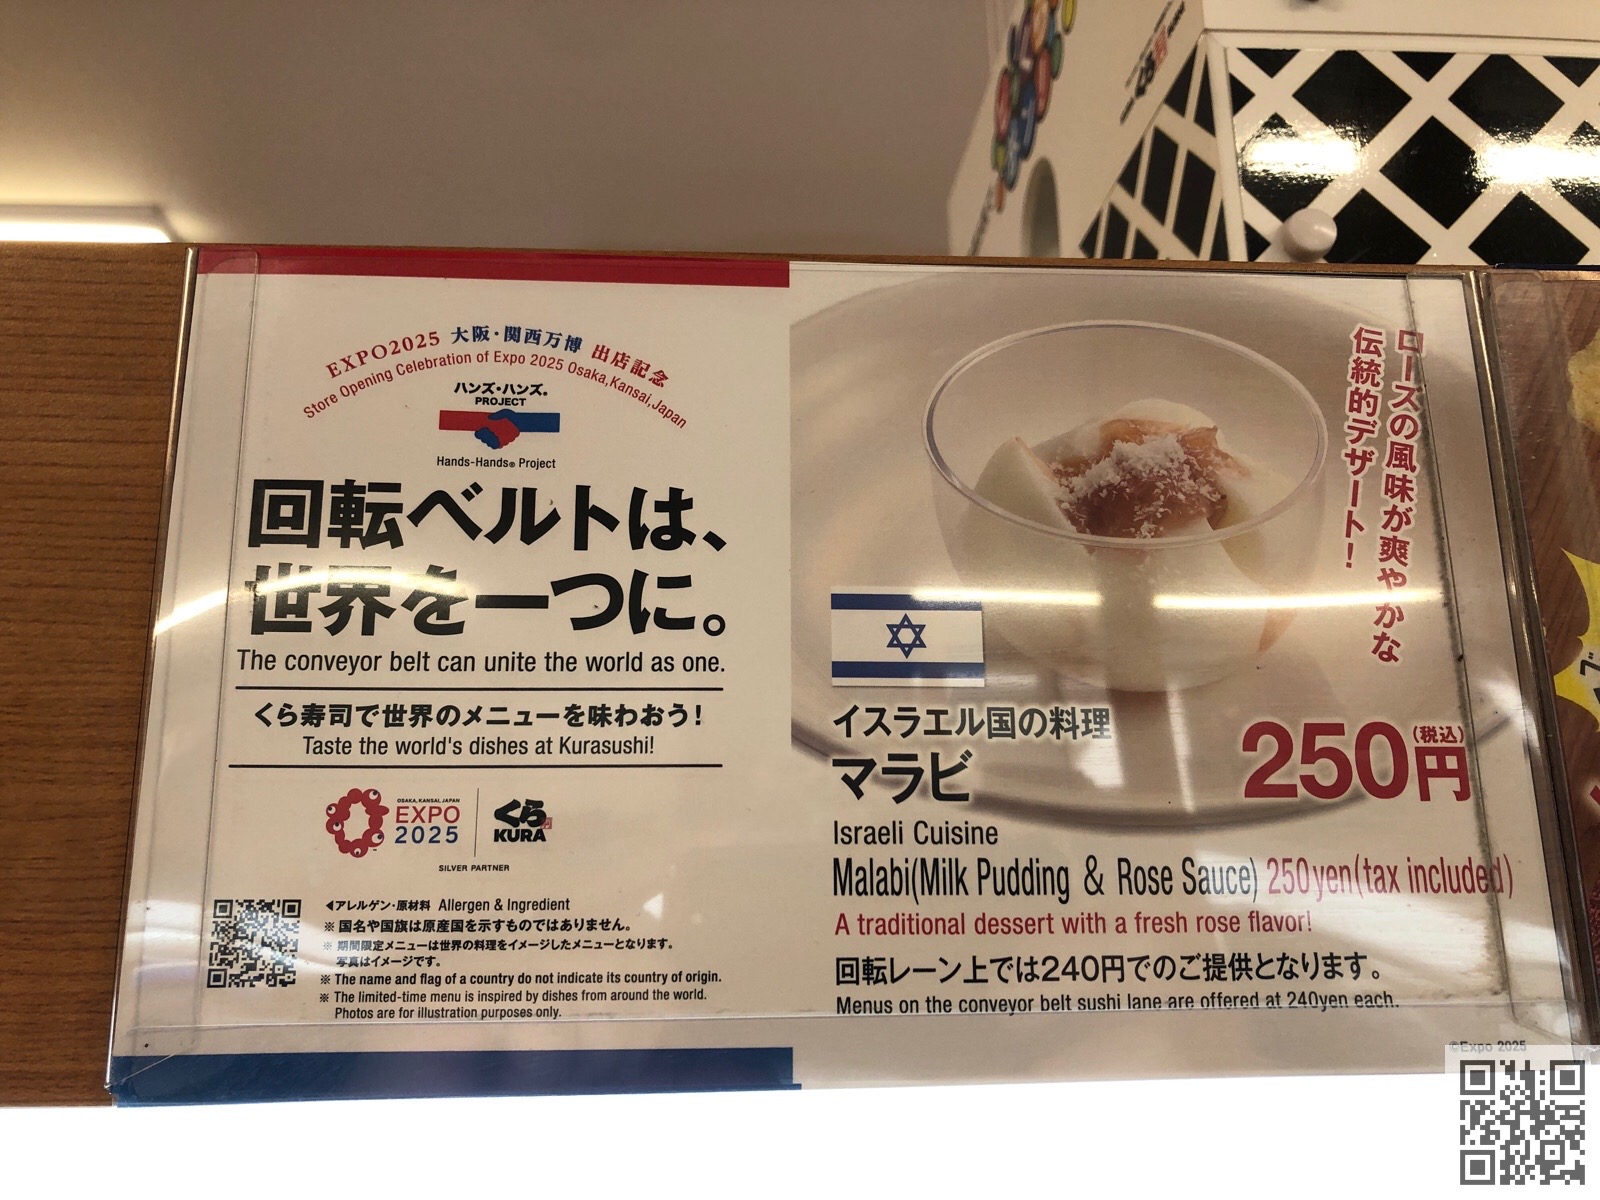 EXPO2025 大阪・関西万博 出店記念
Store Opening Celebration of Expo 2025 Osaka,Kansai,Japan
ハンズ・ハンズ®
PROJECT
Hands-Hands® Project
回転ベルトは、
世界を一つに。
The conveyor belt can unite the world as one.
くら寿司で世界のメニューを味わおう!
Taste the world's dishes at Kurasushi!
OSAKA, KANSAI, JAPAN
EXPO
2025
くら
KURA
SILVER PARTNER
◀アレルゲン・原材料 Allergen & Ingredient
※ 国名や国旗は原産国を示すものではありません。
※ 期間限定メニューは世界の料理をイメージしたメニューとなります。
写真はイメージです。
※ The name and flag of a country do not indicate its country of origin.
※ The limited-time menu is inspired by dishes from around the world.
Photos are for illustration purposes only.
ローズの風味が爽やかな
伝統的デザート!
イスラエル国の料理
マラビ
250円(税込)
Israeli Cuisine
Malabi(Milk Pudding & Rose Sauce) 250yen(tax included)
A traditional dessert with a fresh rose flavor!
回転レーン上では240円でのご提供となります。
Menus on the conveyor belt sushi lane are offered at 240yen each.
©Expo 2025